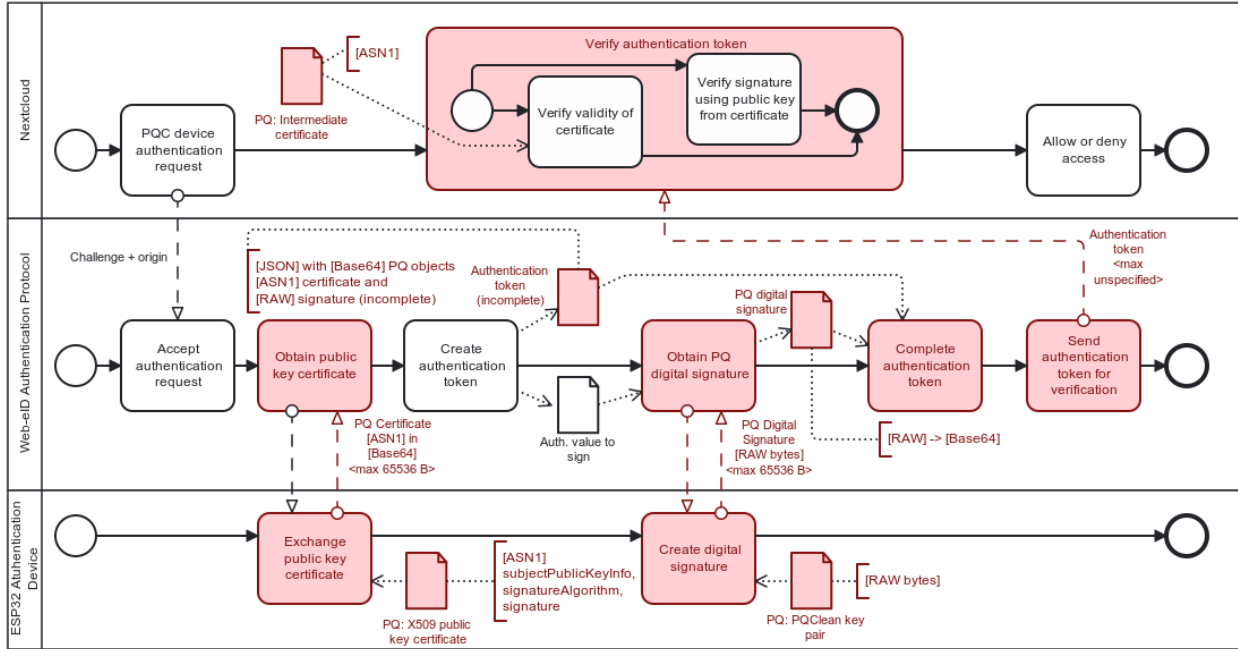 Nextcloud
PQC device
authentication
request
PQ: Intermediate
certificate
[ASN1]
Verify authentication token
Verify validity of
certificate
Verify signature
using public key
from certificate
Allow or deny
access
Web-eID Authentication Protocol
Challenge + origin
Accept
authentication
request
[JSON] with [Base64] PQ objects
[ASN1] certificate and
[RAW] signature (incomplete)
Obtain public
key certificate
PQ Certificate
[ASN1] in
[Base64]
<max 65536 B>
Create
authentication
token
Authentication
token
(incomplete)
Auth. value to
sign
Obtain PQ
digital signature
PQ Digital
Signature
[RAW bytes]
<max 65536 B>
PQ digital
signature
[RAW] -> [Base64]
Complete
authentication
token
Authentication
token
<max
unspecified>
Send
authentication
token for
verification
ESP32 Atuhentication
Device
Exchange
public key
certificate
PQ: X509 public
key certificate
[ASN1]
subjectPublicKeyInfo,
signatureAlgorithm,
signature
Create digital
signature
PQ: PQClean key
pair
[RAW bytes]